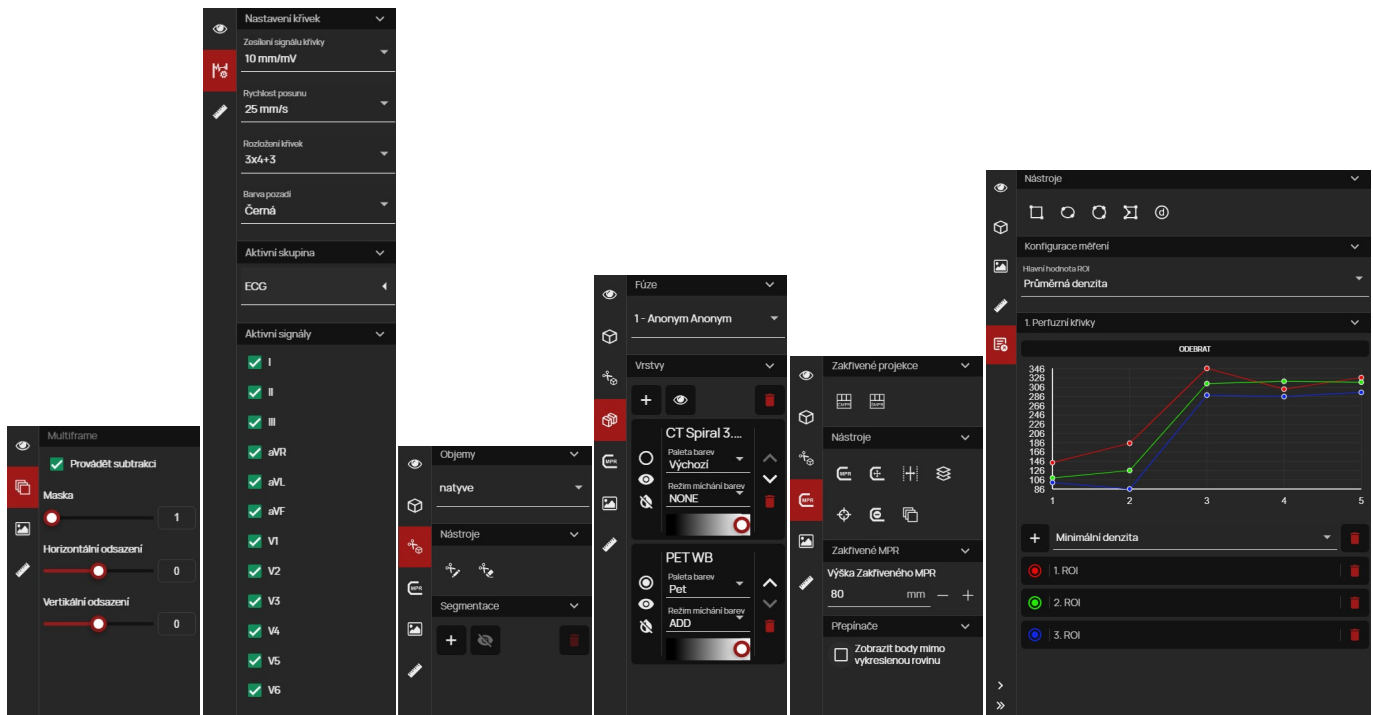 Multiframe
Provádět subtrakci
Maska
1
Horizontální odsazení
0
Vertikální odsazení
0
Nastavení křivek
Zesílení signálu křivky
10 mm/mV
Rychlost posunu
25 mm/s
Rozložení křivek
3x4+3
Barva pozadí
Černá
Aktivní skupina
ECG
Aktivní signály
I
II
III
aVR
aVL
aVF
V1
V2
V3
V4
V5
V6
Objemy
natyve
Nástroje
Segmentace
MPR
Fúze
1 - Anonym Anonym
Vrstvy
CT Spiral 3....
Paleta barev
Výchozí
Režim míchání barev
NONE
PET WB
Paleta barev
Pet
Režim míchání barev
ADD
MPR
Zakřivené projekce
Nástroje
MPR
MPR
Zakřivené MPR
Výška Zakřiveného MPR
80 mm
Přepínače
Zobrazit body mimo
vykreslenou rovinu
Nástroje
d
Konfigurace měření
Hlavní hodnota ROI
Průměrná denzita
1. Perfuzní křivky
ODEBRAT
346
326
306
286
266
246
226
206
186
166
146
126
106
86
1 2 3 4 5
Minimální denzita
1. ROI
2. ROI
3. ROI